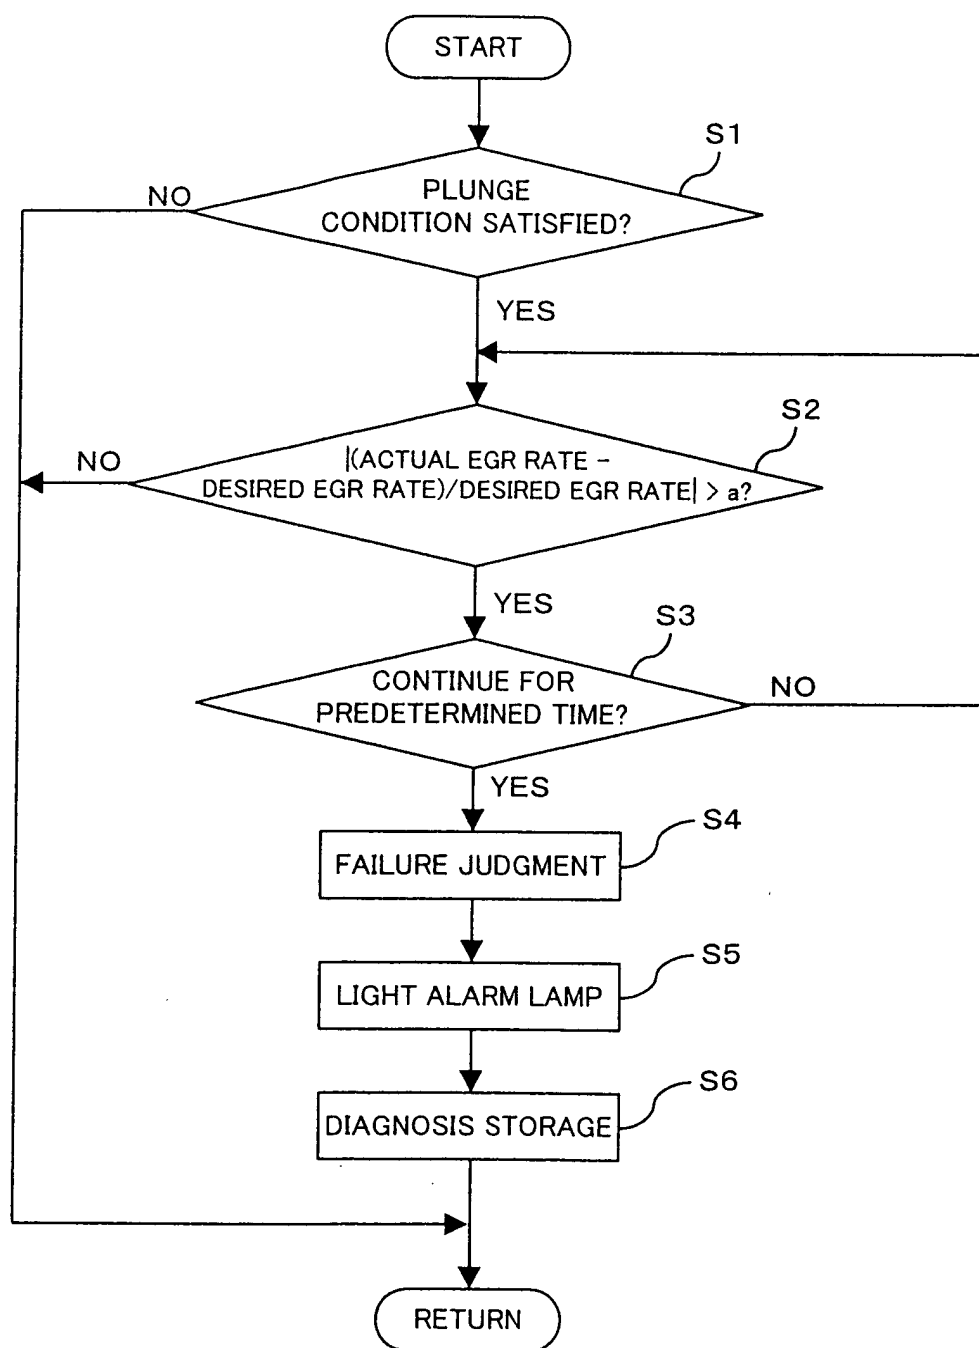 START
S1
NO
PLUNGE
CONDITION SATISFIED?
YES
S2
NO
|(ACTUAL EGR RATE -
DESIRED EGR RATE)/DESIRED EGR RATE| > a?
YES
S3
CONTINUE FOR
PREDETERMINED TIME?
NO
YES
S4
FAILURE JUDGMENT
S5
LIGHT ALARM LAMP
S6
DIAGNOSIS STORAGE
RETURN